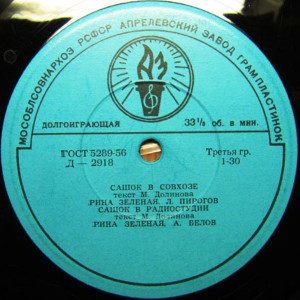 МОСОБЛСОВНАРХОЗ РСФСР АПРЕЛЕВСКИЙ ЗАВОД ГРАМПЛАСТИНОК
АЗ
ДОЛГОИГРАЮЩАЯ 33⅓ об. в мин.
ГОСТ 5289-56 Третья гр.
Д — 2918 1-30
САШОК В СОВХОЗЕ
текст М. Долинова
РИНА ЗЕЛЕНАЯ, Л. ПИРОГОВ
САШОК В РАДИОСТУДИИ
текст М. Долинова
РИНА ЗЕЛЕНАЯ, А. БЕЛОВ